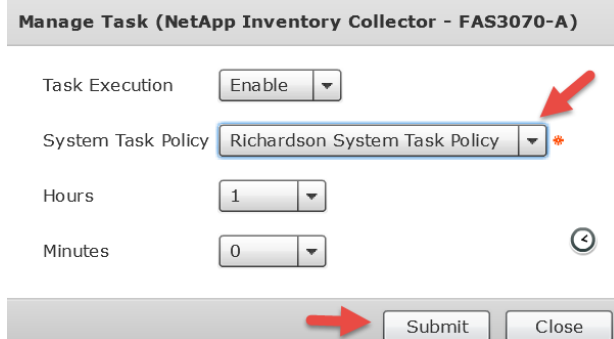 Manage Task (NetApp Inventory Collector - FAS3070-A)
Task Execution Enable
System Task Policy Richardson System Task Policy *
Hours 1
Minutes 0
Submit Close